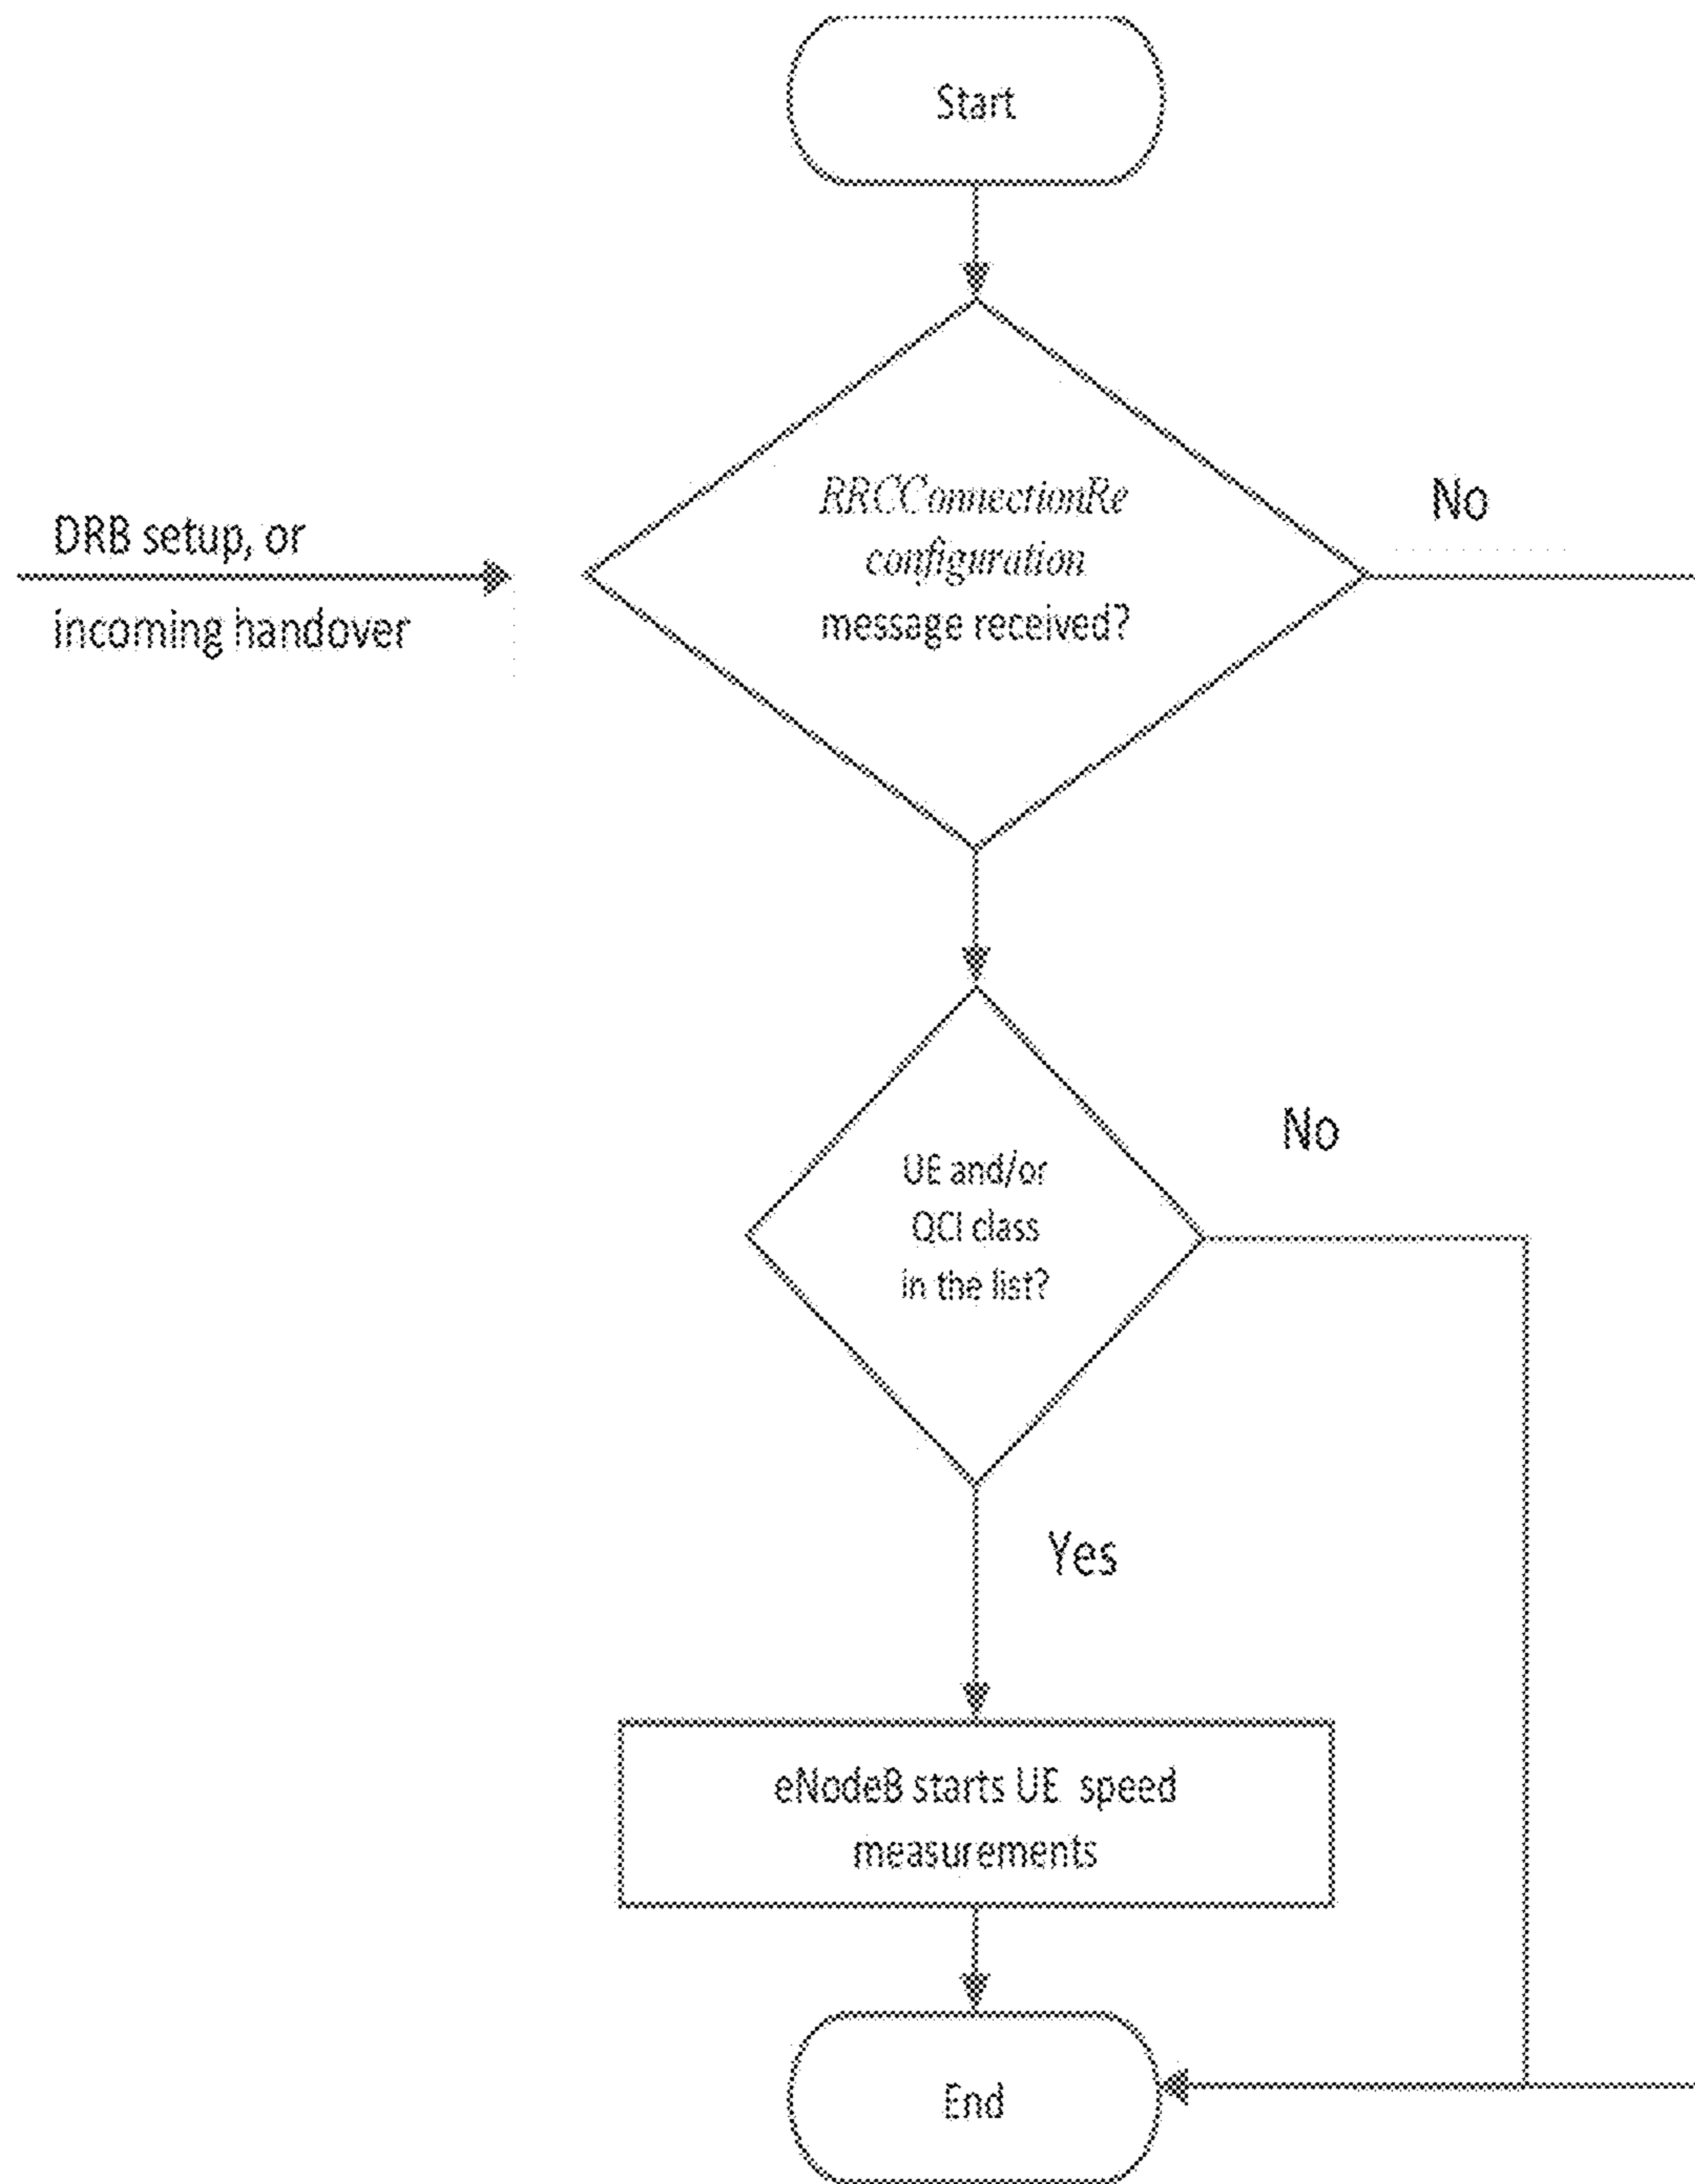 Start
RRCConnectionRe
configuration
message received?
No
DRB setup, or
incoming handover
UE and/or
QCI class
in the list?
No
Yes
eNodeB starts UE speed
measurements
End